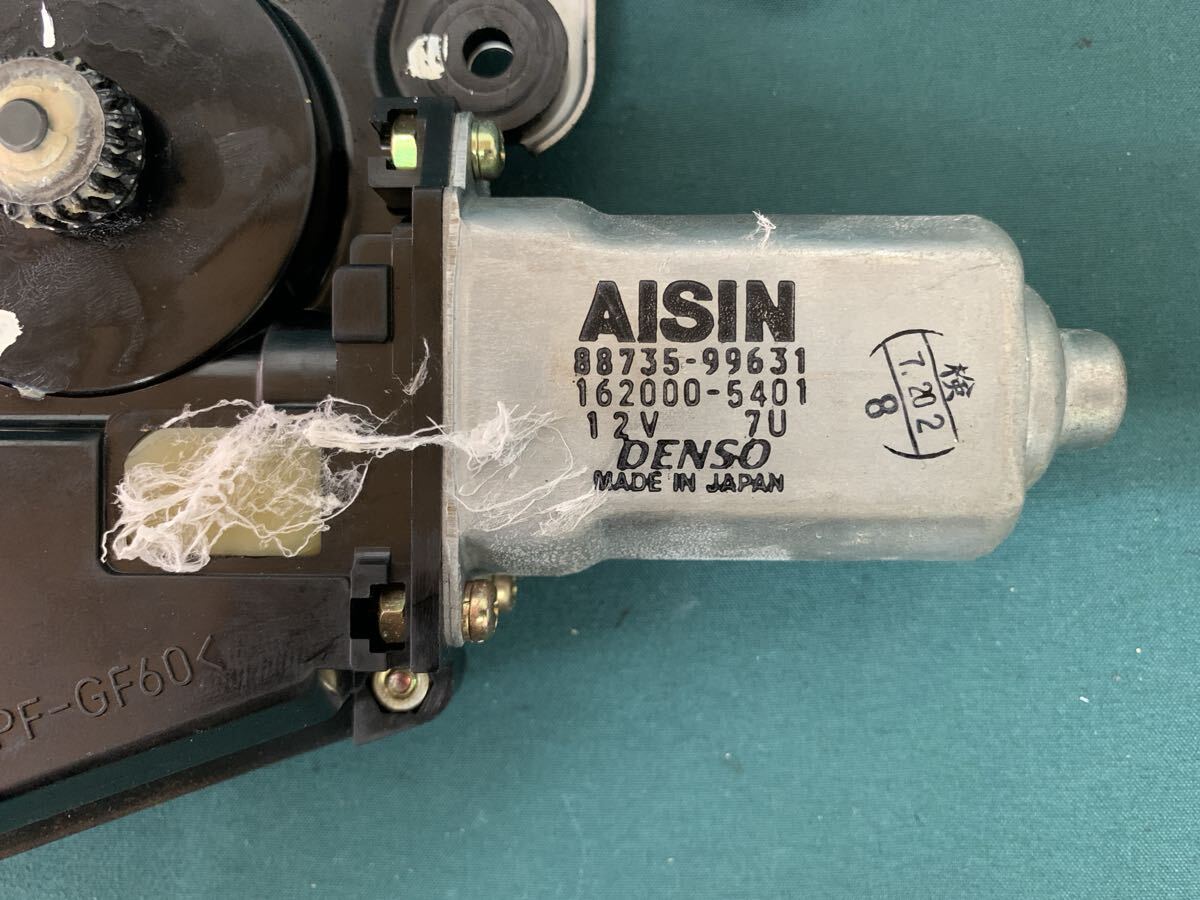 AISIN
88735-99631
162000-5401
12V 7U
DENSO
MADE IN JAPAN
検
7.202
8
PF-GF60<